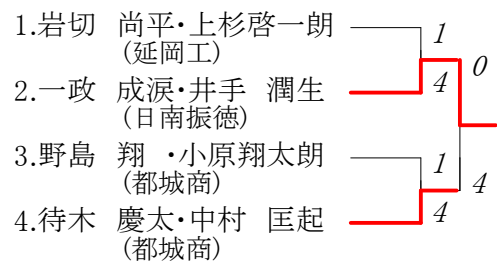 1.岩切 尚平・上杉啓一朗
(延岡工)
1
0
2.一政 成涙・井手 潤生
4
(日南振徳)
3.野島 翔 ・小原翔太朗
1
(都城商)
4
4.待木 慶太・中村 匡起
4
(都城商)